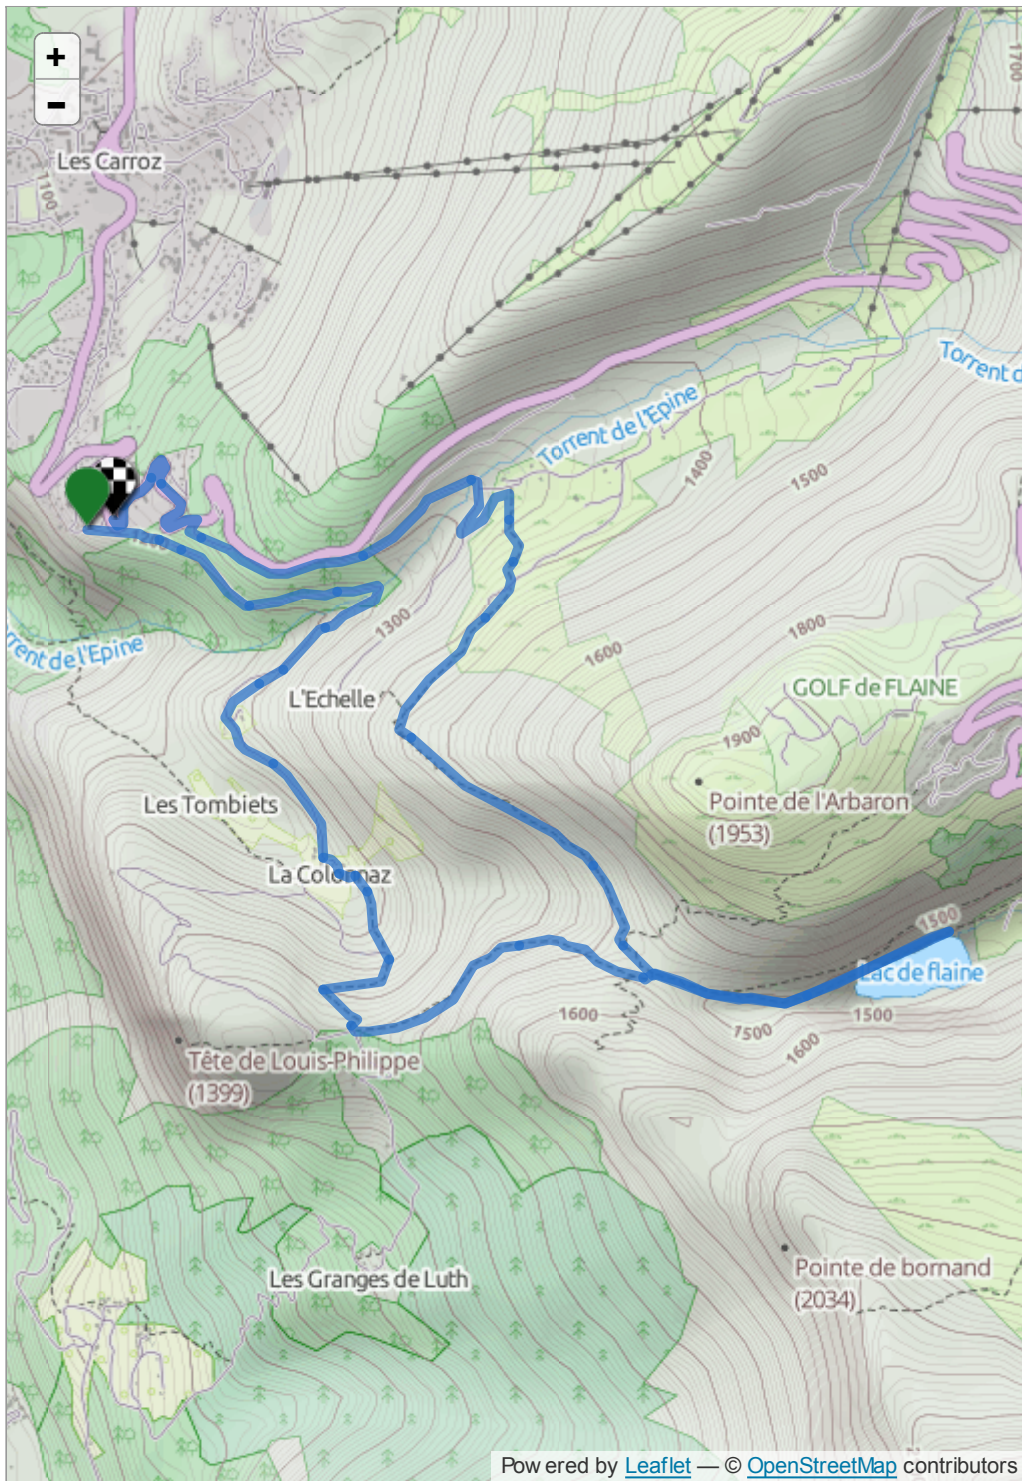 +
−
1700
Les Carroz
1100
Torrent de l'Epine
Torrent d
1400
1500
1200
1300
rrent de l'Epine
1800
1600
L'Echelle
GOLF de FLAINE
1900
Les Tombiets
Pointe de l'Arbaron
(1953)
La Colonnaz
1500
Lac de flaine
1600
1500
1500
1600
Tête de Louis-Philippe
(1399)
Les Granges de Luth
Pointe de bornand
(2034)
Powered by Leaflet — © OpenStreetMap contributors